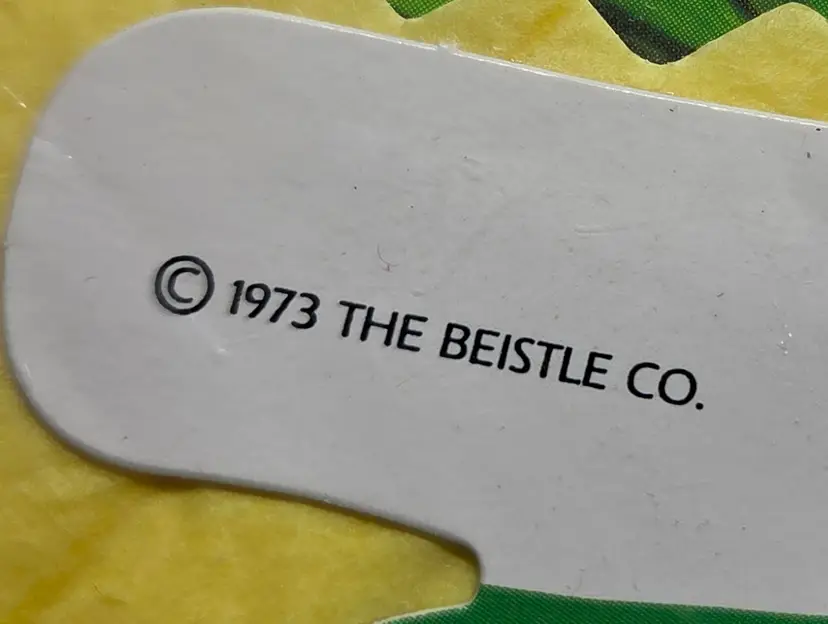 © 1973 THE BEISTLE CO.